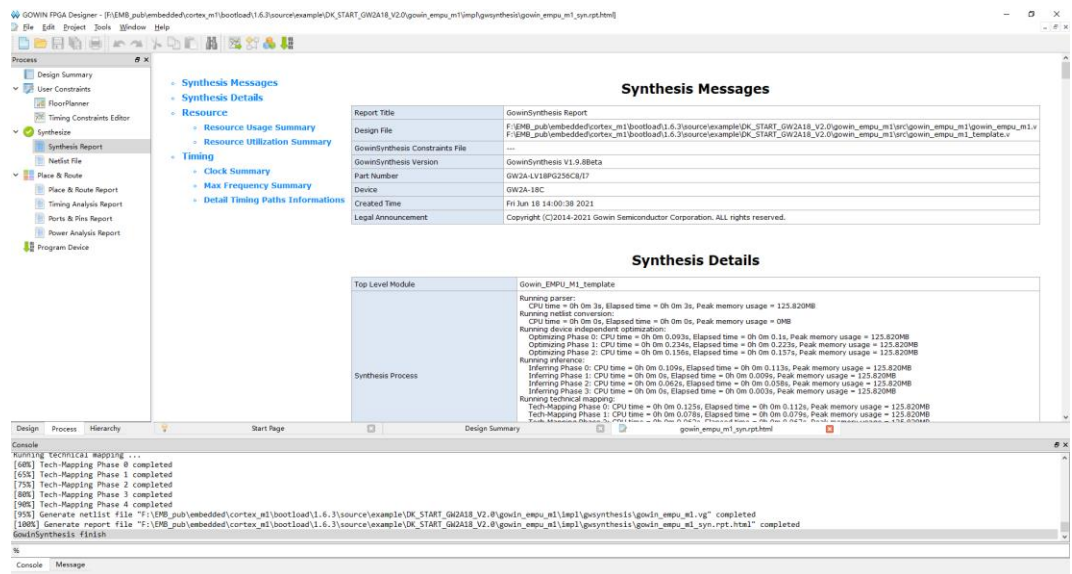 GOWIN FPGA Designer - [F:\EMB_pub\embedded\cortex_m1\bootload\1.6.3\source\example\DK_START_GW2A18_V2.0\gowin_empu_m1\impl\gwsynthesis\gowin_empu_m1_syn.rpt.html]
File Edit Project Tools Window Help
Process
Design Summary
User Constraints
FloorPlanner
Timing Constraints Editor
Synthesize
Synthesis Report
Netlist File
Place & Route
Place & Route Report
Timing Analysis Report
Ports & Pins Report
Power Analysis Report
Program Device
Design Process Hierarchy
Synthesis Messages
Synthesis Details
Resource
Resource Usage Summary
Resource Utilization Summary
Timing
Clock Summary
Max Frequency Summary
Detail Timing Paths Informations
Synthesis Messages
Report Title GowinSynthesis Report
Design File F:\EMB_pub\embedded\cortex_m1\bootload\1.6.3\source\example\DK_START_GW2A18_V2.0\gowin_empu_m1\src\gowin_empu_m1\gowin_empu_m1.v
F:\EMB_pub\embedded\cortex_m1\bootload\1.6.3\source\example\DK_START_GW2A18_V2.0\gowin_empu_m1\src\gowin_empu_m1_template.v
GowinSynthesis Constraints File ---
GowinSynthesis Version GowinSynthesis V1.9.8Beta
Part Number GW2A-LV18PG256C8/I7
Device GW2A-18C
Created Time Fri Jun 18 14:00:38 2021
Legal Announcement Copyright (C)2014-2021 Gowin Semiconductor Corporation. ALL rights reserved.
Synthesis Details
Top Level Module Gowin_EMPU_M1_template
Synthesis Process
Running parser:
CPU time = 0h 0m 3s, Elapsed time = 0h 0m 3s, Peak memory usage = 125.820MB
Running netlist conversion:
CPU time = 0h 0m 0s, Elapsed time = 0h 0m 0s, Peak memory usage = 0MB
Running device independent optimization:
Optimizing Phase 0: CPU time = 0h 0m 0.093s, Elapsed time = 0h 0m 0.1s, Peak memory usage = 125.820MB
Optimizing Phase 1: CPU time = 0h 0m 0.234s, Elapsed time = 0h 0m 0.223s, Peak memory usage = 125.820MB
Optimizing Phase 2: CPU time = 0h 0m 0.156s, Elapsed time = 0h 0m 0.157s, Peak memory usage = 125.820MB
Running inference:
Inferring Phase 0: CPU time = 0h 0m 0.109s, Elapsed time = 0h 0m 0.113s, Peak memory usage = 125.820MB
Inferring Phase 1: CPU time = 0h 0m 0s, Elapsed time = 0h 0m 0.009s, Peak memory usage = 125.820MB
Inferring Phase 2: CPU time = 0h 0m 0.062s, Elapsed time = 0h 0m 0.058s, Peak memory usage = 125.820MB
Inferring Phase 3: CPU time = 0h 0m 0s, Elapsed time = 0h 0m 0.003s, Peak memory usage = 125.820MB
Running technical mapping:
Tech-Mapping Phase 0: CPU time = 0h 0m 0.125s, Elapsed time = 0h 0m 0.112s, Peak memory usage = 125.820MB
Tech-Mapping Phase 1: CPU time = 0h 0m 0.078s, Elapsed time = 0h 0m 0.079s, Peak memory usage = 125.820MB
Start Page Design Summary gowin_empu_m1_syn.rpt.html
Console
Running technical mapping ...
[60%] Tech-Mapping Phase 0 completed
[65%] Tech-Mapping Phase 1 completed
[75%] Tech-Mapping Phase 2 completed
[80%] Tech-Mapping Phase 3 completed
[90%] Tech-Mapping Phase 4 completed
[95%] Generate netlist file "F:\EMB_pub\embedded\cortex_m1\bootload\1.6.3\source\example\DK_START_GW2A18_V2.0\gowin_empu_m1\impl\gwsynthesis\gowin_empu_m1.vg" completed
[100%] Generate report file "F:\EMB_pub\embedded\cortex_m1\bootload\1.6.3\source\example\DK_START_GW2A18_V2.0\gowin_empu_m1\impl\gwsynthesis\gowin_empu_m1_syn.rpt.html" completed
GowinSynthesis finish
%
Console Message